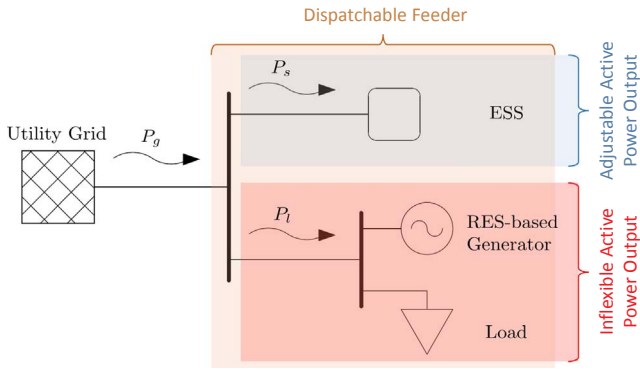 Dispatchable Feeder
P_s
ESS
Adjustable Active
Power Output
Utility Grid
P_g
P_l
RES-based
Generator
Load
Inflexible Active
Power Output